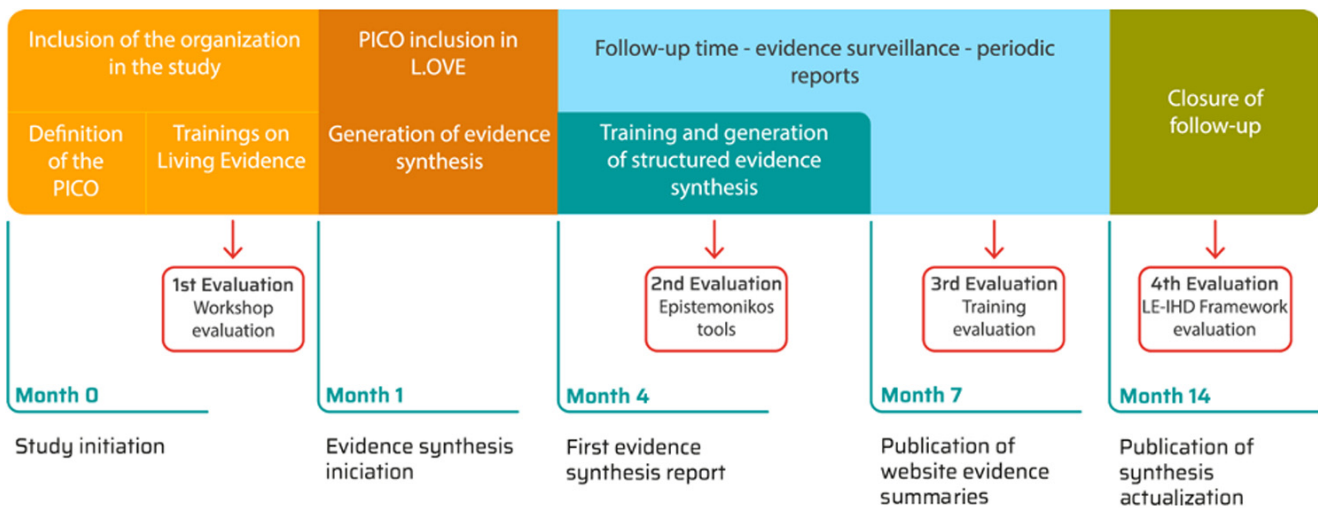 Inclusion of the organization
in the study
PICO inclusion in
L.OVE
Follow-up time - evidence surveillance - periodic
reports
Closure of
follow-up
Definition
of the
PICO
Trainings on
Living Evidence
Generation of evidence
synthesis
Training and generation
of structured evidence
synthesis
1st Evaluation
Workshop
evaluation
2nd Evaluation
Epistemonikos
tools
3rd Evaluation
Training
evaluation
4th Evaluation
LE-IHD Framework
evaluation
Month 0
Month 1
Month 4
Month 7
Month 14
Study initiation
Evidence synthesis
iniciation
First evidence
synthesis report
Publication of
website evidence
summaries
Publication of
synthesis
actualization